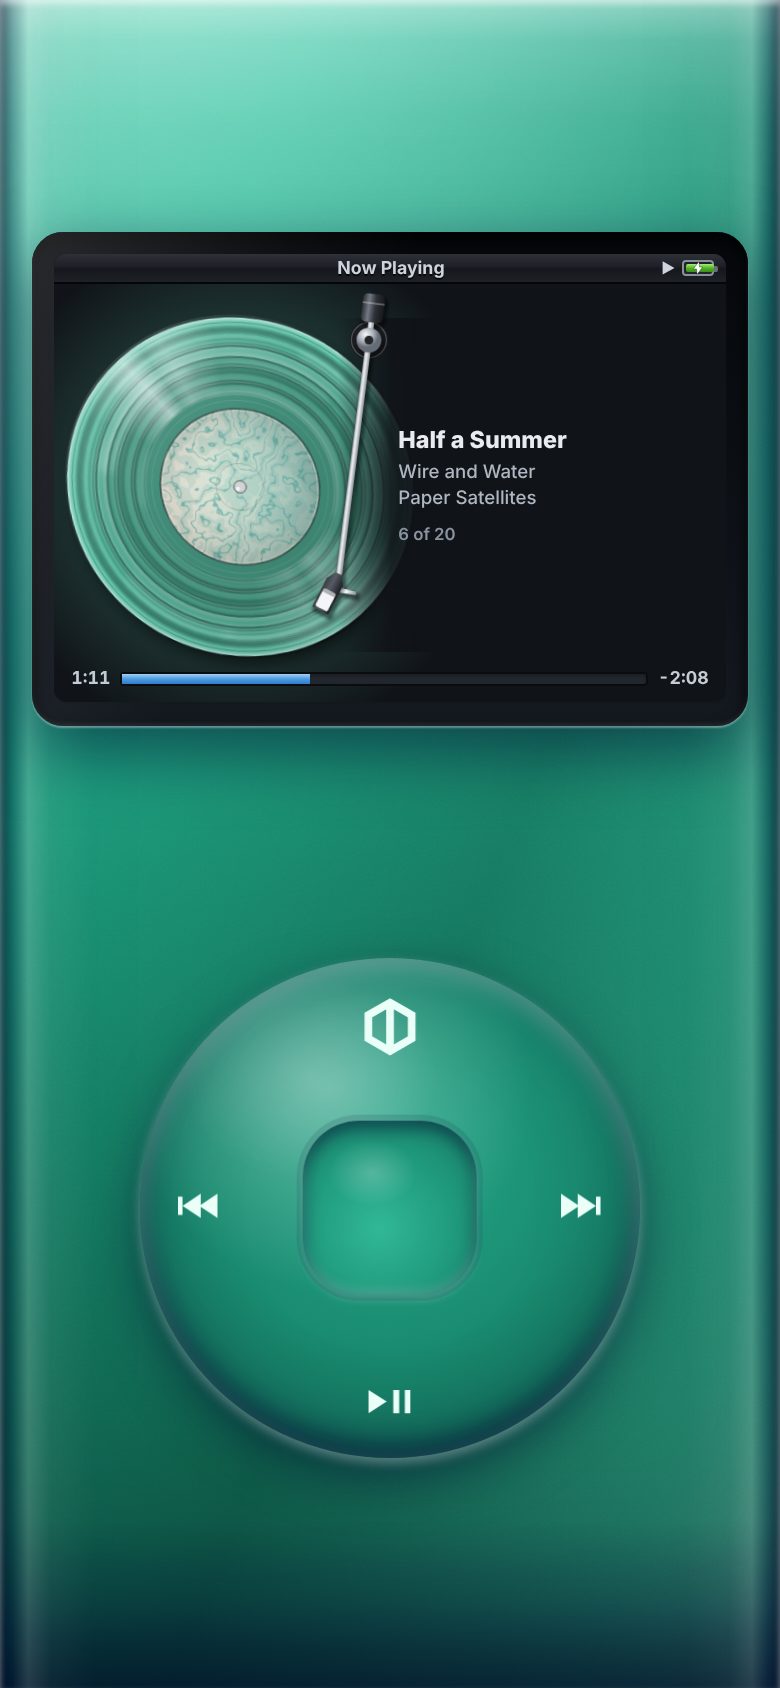 Now Playing
Half a Summer
Wire and Water
Paper Satellites
6 of 20
1:11
-2:08